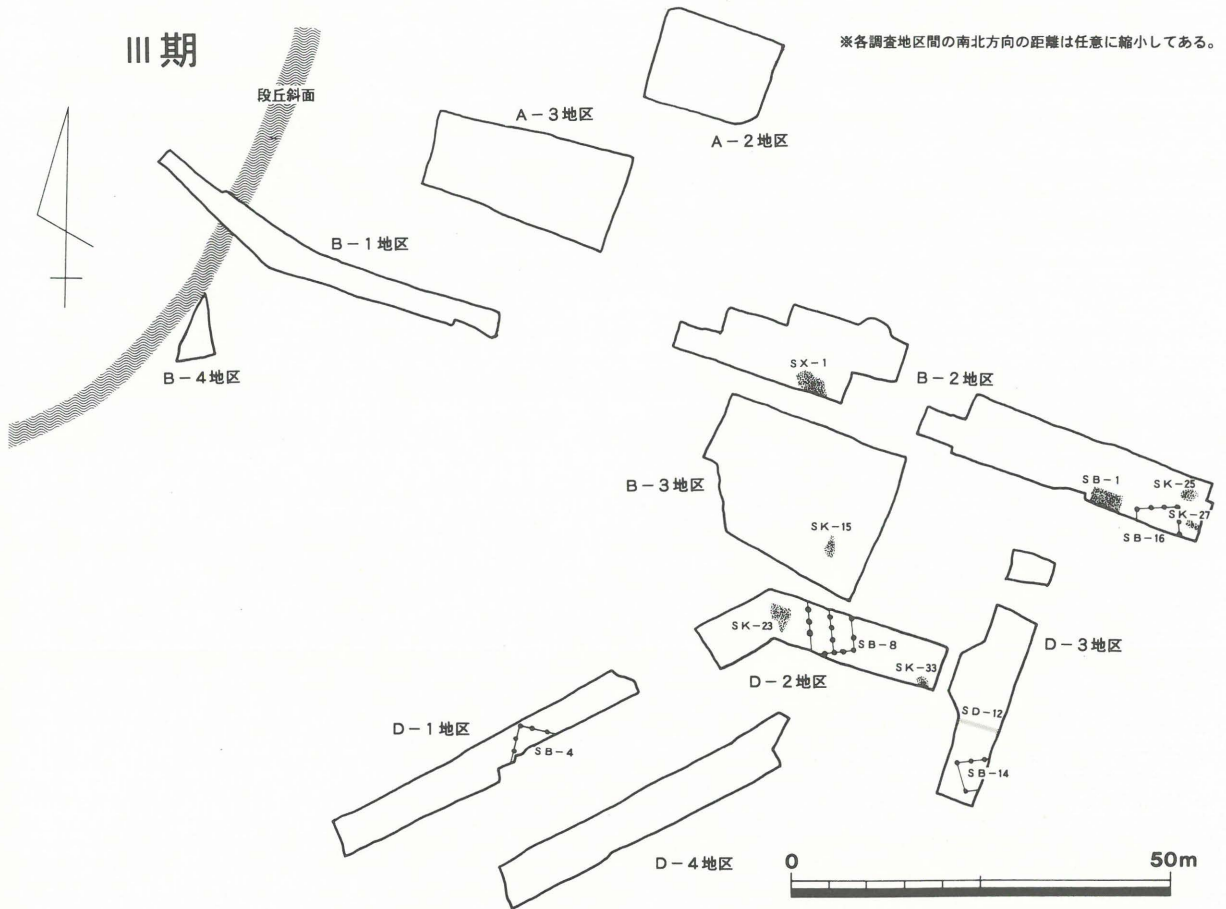 III期
※各調査地区間の南北方向の距離は任意に縮小してある。
段丘斜面
A-3地区
A-2地区
B-1地区
B-4地区
SX-1
B-2地区
B-3地区
SB-1
SK-25
SK-27
SB-16
SK-15
SK-23
SB-8
SK-33
D-2地区
D-3地区
SD-12
SB-14
D-1地区
SB-4
D-4地区
0 50m